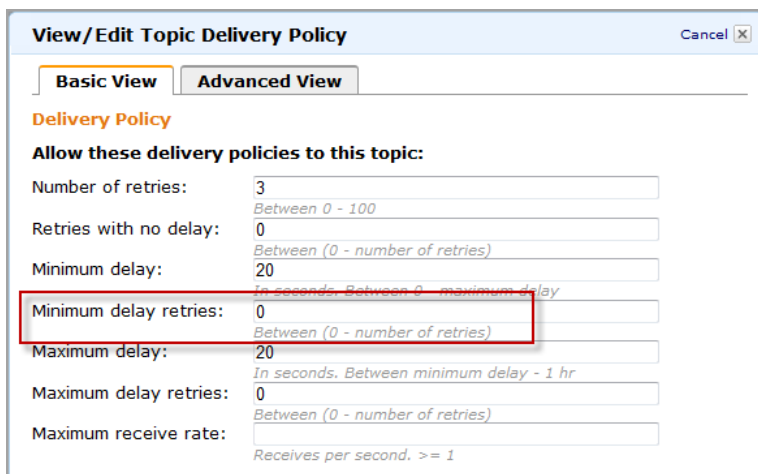 View/Edit Topic Delivery Policy Cancel
Basic View Advanced View
Delivery Policy
Allow these delivery policies to this topic:
Number of retries: 3
Between 0 - 100
Retries with no delay: 0
Between (0 - number of retries)
Minimum delay: 20
In seconds. Between 0 - maximum delay
Minimum delay retries: 0
Between (0 - number of retries)
Maximum delay: 20
In seconds. Between minimum delay - 1 hr
Maximum delay retries: 0
Between (0 - number of retries)
Maximum receive rate:
Receives per second. >= 1